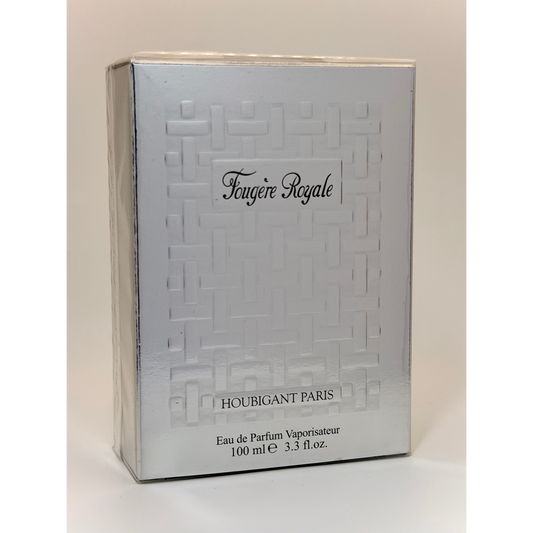 Fougère Royale
HOUBIGANT PARIS
Eau de Parfum Vaporisateur
100 ml ℮ 3.3 fl.oz.